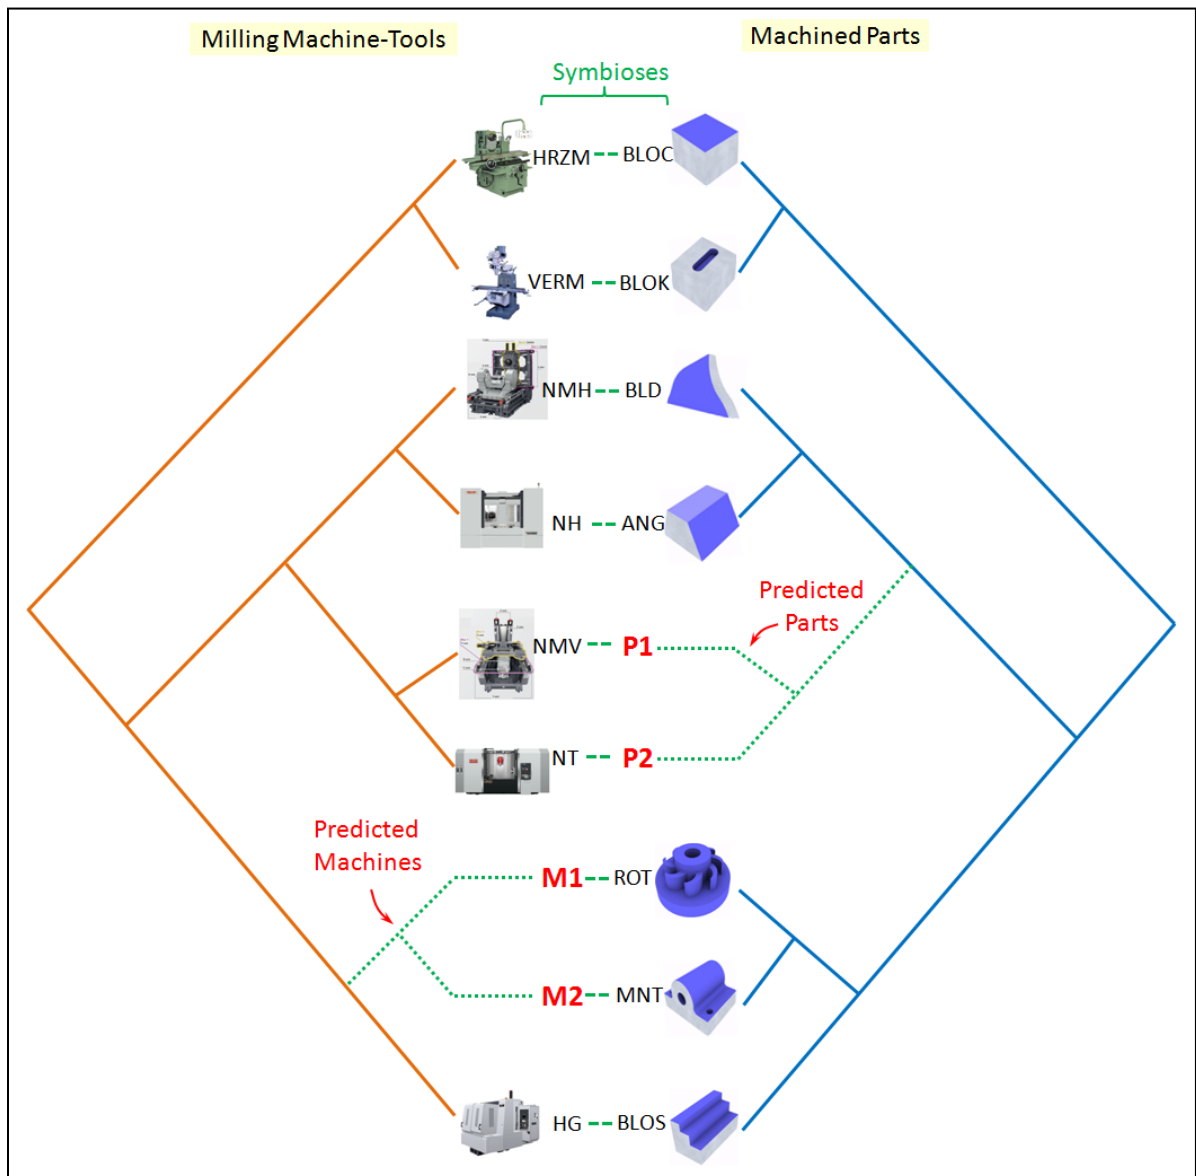 Milling Machine-Tools
Machined Parts
Symbioses
HRZM
BLOC
VERM
BLOK
NMH
BLD
NH
ANG
Predicted
Parts
NMV
P1
NT
P2
Predicted
Machines
M1
ROT
M2
MNT
HG
BLOS